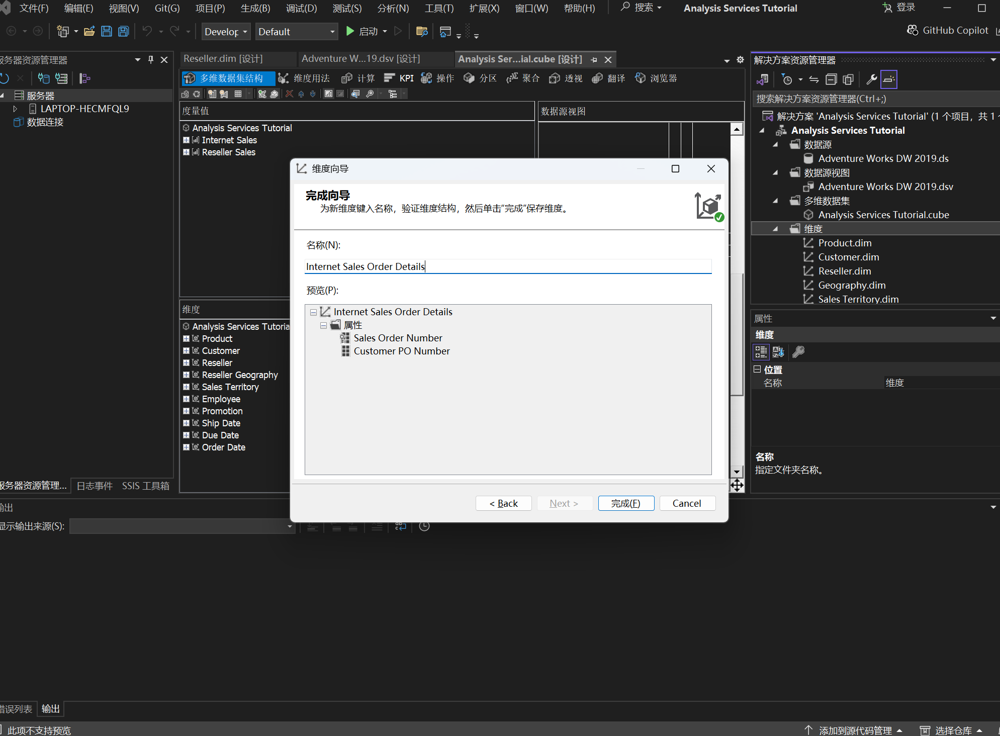 文件(F) 编辑(E) 视图(V) Git(G) 项目(P) 生成(B) 调试(D) 测试(S) 分析(N) 工具(T) 扩展(X) 窗口(W) 帮助(H) 搜索 Analysis Services Tutorial 登录
Develop Default 启动 GitHub Copilot
服务器资源管理器
服务器
LAPTOP-HECMFQL9
数据连接
服务器资源管理... 日志事件 SSIS 工具箱
Reseller.dim [设计] Adventure W...19.dsv [设计] Analysis Ser...ial.cube [设计]
多维数据集结构 维度用法 计算 KPI 操作 分区 聚合 透视 翻译 浏览器
度量值
Analysis Services Tutorial
Internet Sales
Reseller Sales
数据源视图
维度
Analysis Services Tutoria
Product
Customer
Reseller
Reseller Geography
Sales Territory
Employee
Promotion
Ship Date
Due Date
Order Date
维度向导
完成向导
为新维度键入名称，验证维度结构，然后单击“完成”保存维度。
名称(N):
Internet Sales Order Details
预览(P):
Internet Sales Order Details
属性
Sales Order Number
Customer PO Number
< Back Next > 完成(F) Cancel
解决方案资源管理器
搜索解决方案资源管理器(Ctrl+;)
解决方案 'Analysis Services Tutorial' (1 个项目，共 1 个
Analysis Services Tutorial
数据源
Adventure Works DW 2019.ds
数据源视图
Adventure Works DW 2019.dsv
多维数据集
Analysis Services Tutorial.cube
维度
Product.dim
Customer.dim
Reseller.dim
Geography.dim
Sales Territory.dim
属性
维度
位置
名称 维度
名称
指定文件夹名称。
输出
显示输出来源(S):
错误列表 输出
此项不支持预览 添加到源代码管理 选择仓库